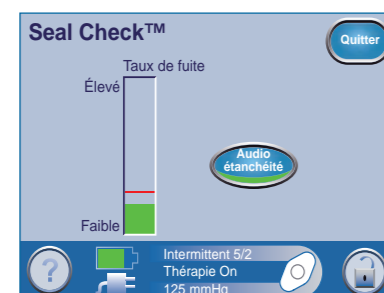 Seal Check™
Quitter
Taux de fuite
Élevé
Audio
étanchéité
Faible
?
Intermittent 5/2
Thérapie On
125 mmHg